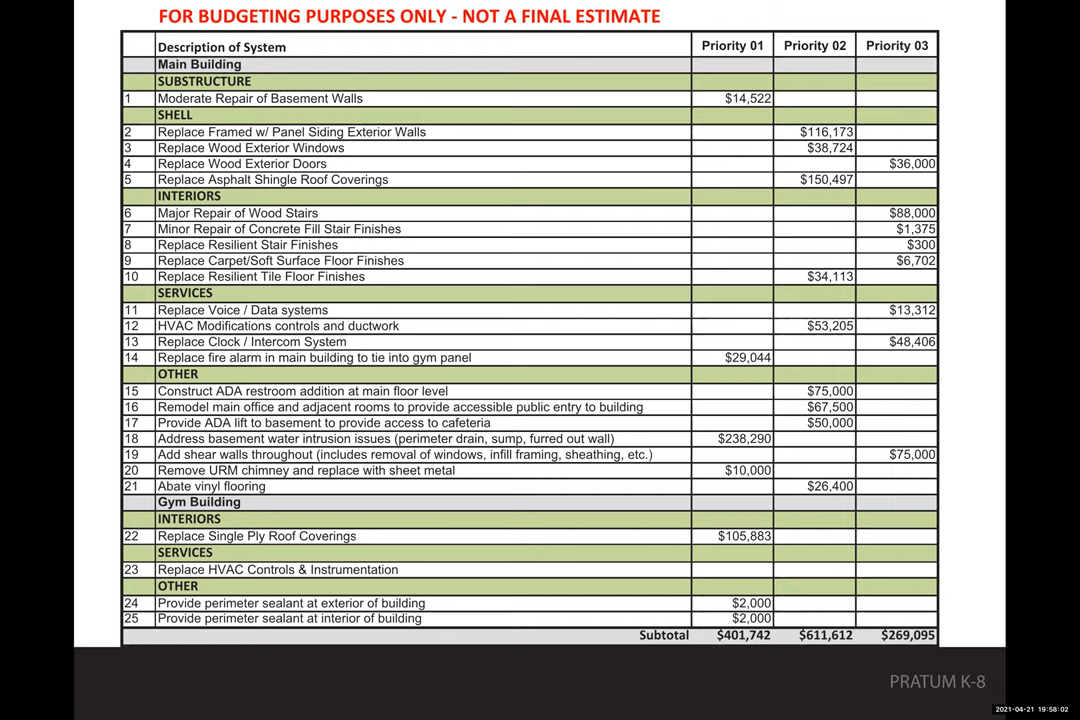 FOR BUDGETING PURPOSES ONLY - NOT A FINAL ESTIMATE
Description of System Priority 01 Priority 02 Priority 03
Main Building
SUBSTRUCTURE
1 Moderate Repair of Basement Walls $14,522
SHELL
2 Replace Framed w/ Panel Siding Exterior Walls $116,173
3 Replace Wood Exterior Windows $38,724
4 Replace Wood Exterior Doors $36,000
5 Replace Asphalt Shingle Roof Coverings $150,497
INTERIORS
6 Major Repair of Wood Stairs $88,000
7 Minor Repair of Concrete Fill Stair Finishes $1,375
8 Replace Resilient Stair Finishes $300
9 Replace Carpet/Soft Surface Floor Finishes $6,702
10 Replace Resilient Tile Floor Finishes $34,113
SERVICES
11 Replace Voice / Data systems $13,312
12 HVAC Modifications controls and ductwork $53,205
13 Replace Clock / Intercom System $48,406
14 Replace fire alarm in main building to tie into gym panel $29,044
OTHER
15 Construct ADA restroom addition at main floor level $75,000
16 Remodel main office and adjacent rooms to provide accessible public entry to building $67,500
17 Provide ADA lift to basement to provide access to cafeteria $50,000
18 Address basement water intrusion issues (perimeter drain, sump, furred out wall) $238,290
19 Add shear walls throughout (includes removal of windows, infill framing, sheathing, etc.) $75,000
20 Remove URM chimney and replace with sheet metal $10,000
21 Abate vinyl flooring $26,400
Gym Building
INTERIORS
22 Replace Single Ply Roof Coverings $105,883
SERVICES
23 Replace HVAC Controls & Instrumentation
OTHER
24 Provide perimeter sealant at exterior of building $2,000
25 Provide perimeter sealant at interior of building $2,000
Subtotal $401,742 $611,612 $269,095
PRATUM K-8
2021-04-21 19:58:02